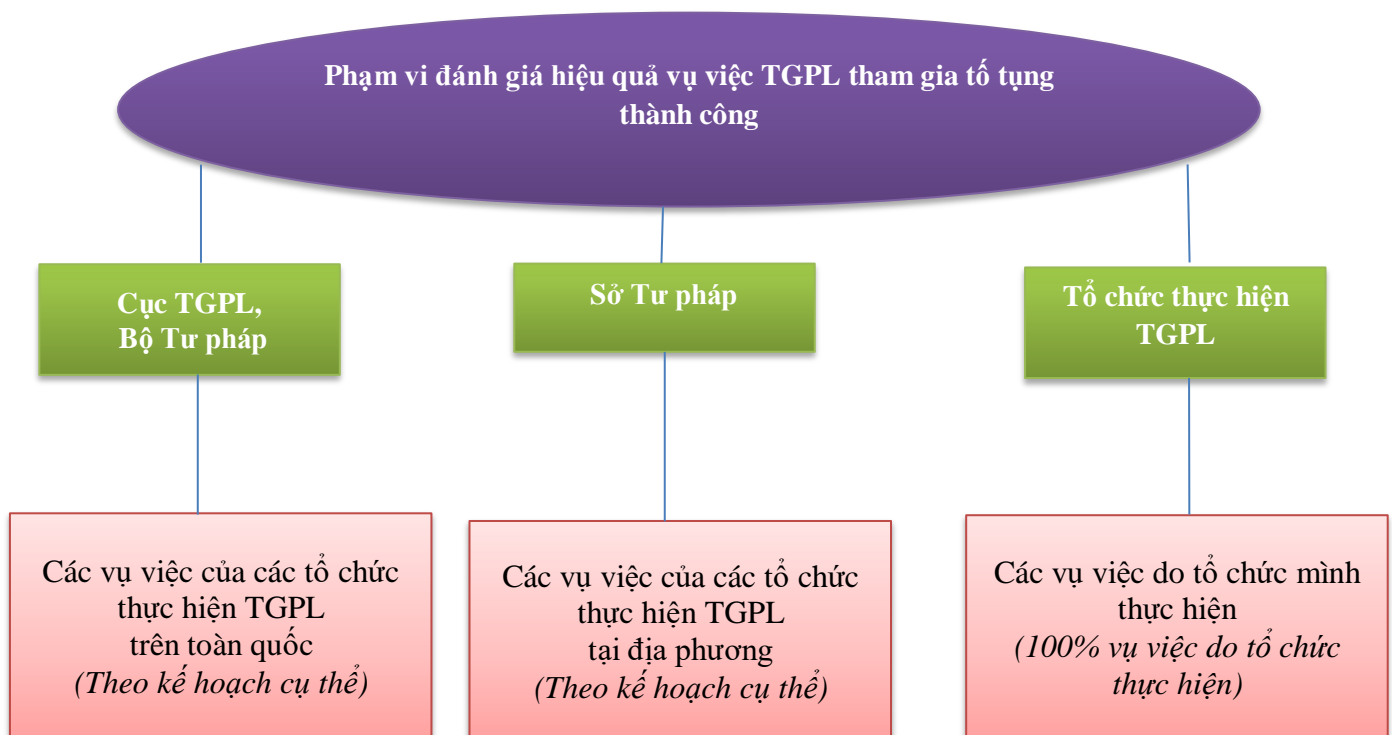 Phạm vi đánh giá hiệu quả vụ việc TGPL tham gia tố tụng
thành công
Cục TGPL,
Bộ Tư pháp
Sở Tư pháp
Tổ chức thực hiện
TGPL
Các vụ việc của các tổ chức
thực hiện TGPL
trên toàn quốc
(Theo kế hoạch cụ thể)
Các vụ việc của các tổ chức
thực hiện TGPL
tại địa phương
(Theo kế hoạch cụ thể)
Các vụ việc do tổ chức mình
thực hiện
(100% vụ việc do tổ chức
thực hiện)